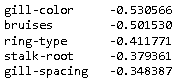 gill-color -0.530566
bruises -0.501530
ring-type -0.411771
stalk-root -0.379361
gill-spacing -0.348387